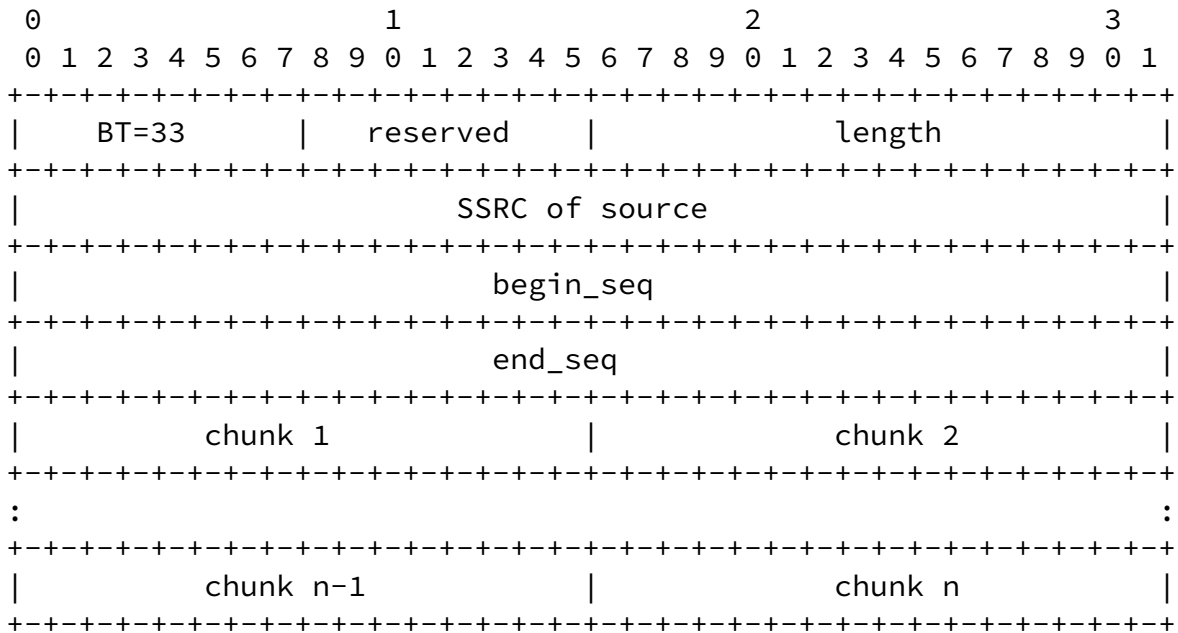 0                   1                   2                   3
 0 1 2 3 4 5 6 7 8 9 0 1 2 3 4 5 6 7 8 9 0 1 2 3 4 5 6 7 8 9 0 1
+-+-+-+-+-+-+-+-+-+-+-+-+-+-+-+-+-+-+-+-+-+-+-+-+-+-+-+-+-+-+-+-+
|    BT=33      |   reserved    |             length            |
+-+-+-+-+-+-+-+-+-+-+-+-+-+-+-+-+-+-+-+-+-+-+-+-+-+-+-+-+-+-+-+-+
|                        SSRC of source                         |
+-+-+-+-+-+-+-+-+-+-+-+-+-+-+-+-+-+-+-+-+-+-+-+-+-+-+-+-+-+-+-+-+
|                          begin_seq                            |
+-+-+-+-+-+-+-+-+-+-+-+-+-+-+-+-+-+-+-+-+-+-+-+-+-+-+-+-+-+-+-+-+
|                          end_seq                              |
+-+-+-+-+-+-+-+-+-+-+-+-+-+-+-+-+-+-+-+-+-+-+-+-+-+-+-+-+-+-+-+-+
|          chunk 1              |             chunk 2           |
+-+-+-+-+-+-+-+-+-+-+-+-+-+-+-+-+-+-+-+-+-+-+-+-+-+-+-+-+-+-+-+-+
:                                                               :
+-+-+-+-+-+-+-+-+-+-+-+-+-+-+-+-+-+-+-+-+-+-+-+-+-+-+-+-+-+-+-+-+
|          chunk n-1            |             chunk n           |
+-+-+-+-+-+-+-+-+-+-+-+-+-+-+-+-+-+-+-+-+-+-+-+-+-+-+-+-+-+-+-+-+